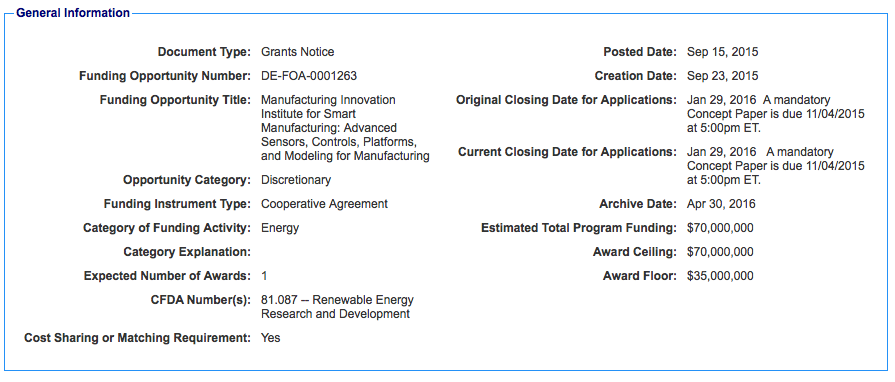 General Information
Document Type: Grants Notice
Funding Opportunity Number: DE-FOA-0001263
Funding Opportunity Title: Manufacturing Innovation
Institute for Smart
Manufacturing: Advanced
Sensors, Controls, Platforms,
and Modeling for Manufacturing
Opportunity Category: Discretionary
Funding Instrument Type: Cooperative Agreement
Category of Funding Activity: Energy
Category Explanation:
Expected Number of Awards: 1
CFDA Number(s): 81.087 -- Renewable Energy
Research and Development
Cost Sharing or Matching Requirement: Yes
Posted Date: Sep 15, 2015
Creation Date: Sep 23, 2015
Original Closing Date for Applications: Jan 29, 2016 A mandatory
Concept Paper is due 11/04/2015
at 5:00pm ET.
Current Closing Date for Applications: Jan 29, 2016 A mandatory
Concept Paper is due 11/04/2015
at 5:00pm ET.
Archive Date: Apr 30, 2016
Estimated Total Program Funding: $70,000,000
Award Ceiling: $70,000,000
Award Floor: $35,000,000